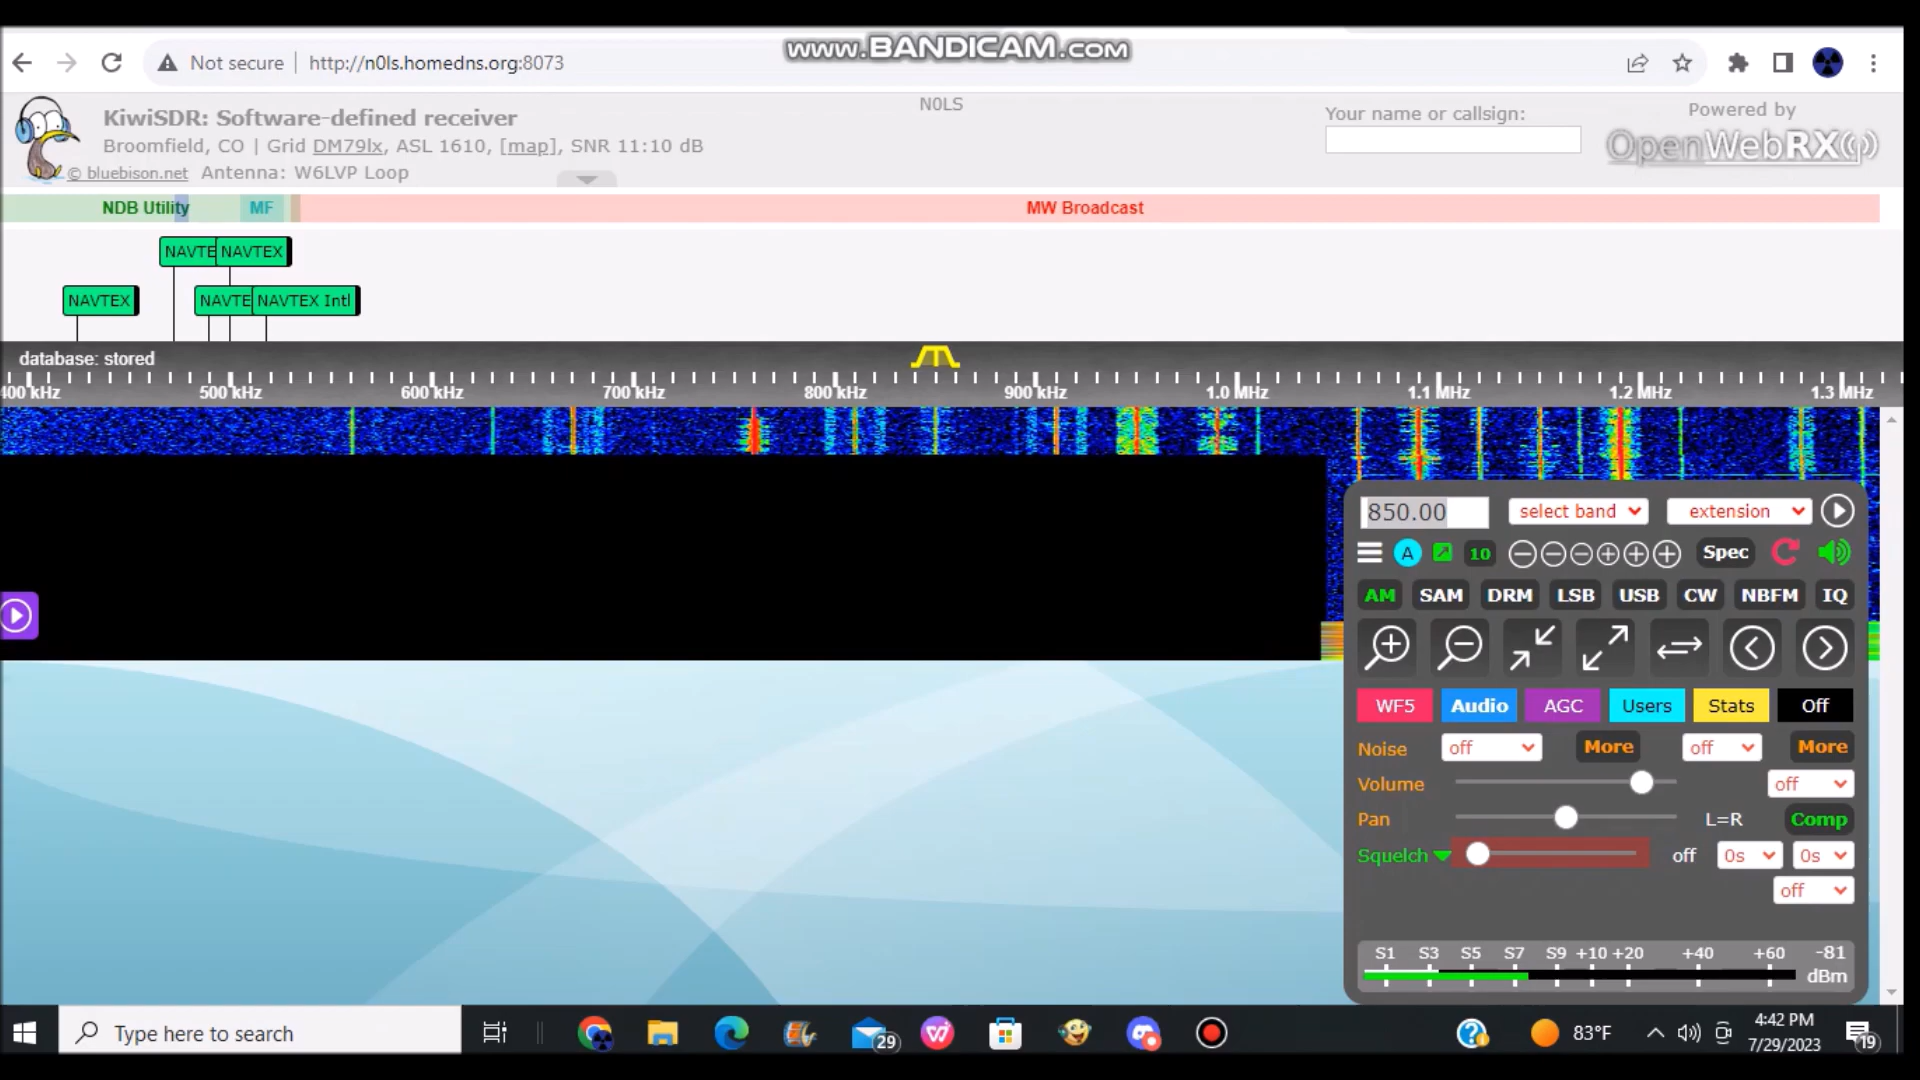 www.BANDICAM.com
Not secure
http://n0ls.homedns.org:8073
KiwiSDR: Software-defined receiver
Broomfield, CO | Grid DM79lx, ASL 1610, [map], SNR 11:10 dB
© bluebison.net Antenna: W6LVP Loop
N0LS
Your name or callsign:
Powered by
OpenWebRX
NDB Utility MF MW Broadcast
NAVTE NAVTEX
NAVTEX NAVTE NAVTEX Intl
database: stored
400 kHz 500 kHz 600 kHz 700 kHz 800 kHz 900 kHz 1.0 MHz 1.1 MHz 1.2 MHz 1.3 MHz
850.00 select band extension
A 10 Spec
AM SAM DRM LSB USB CW NBFM IQ
WF5 Audio AGC Users Stats Off
Noise off More off More
Volume off
Pan L=R Comp
Squelch off 0s 0s
off
S1 S3 S5 S7 S9 +10 +20 +40 +60 -81
dBm
Type here to search
29
83°F
4:42 PM
7/29/2023
19